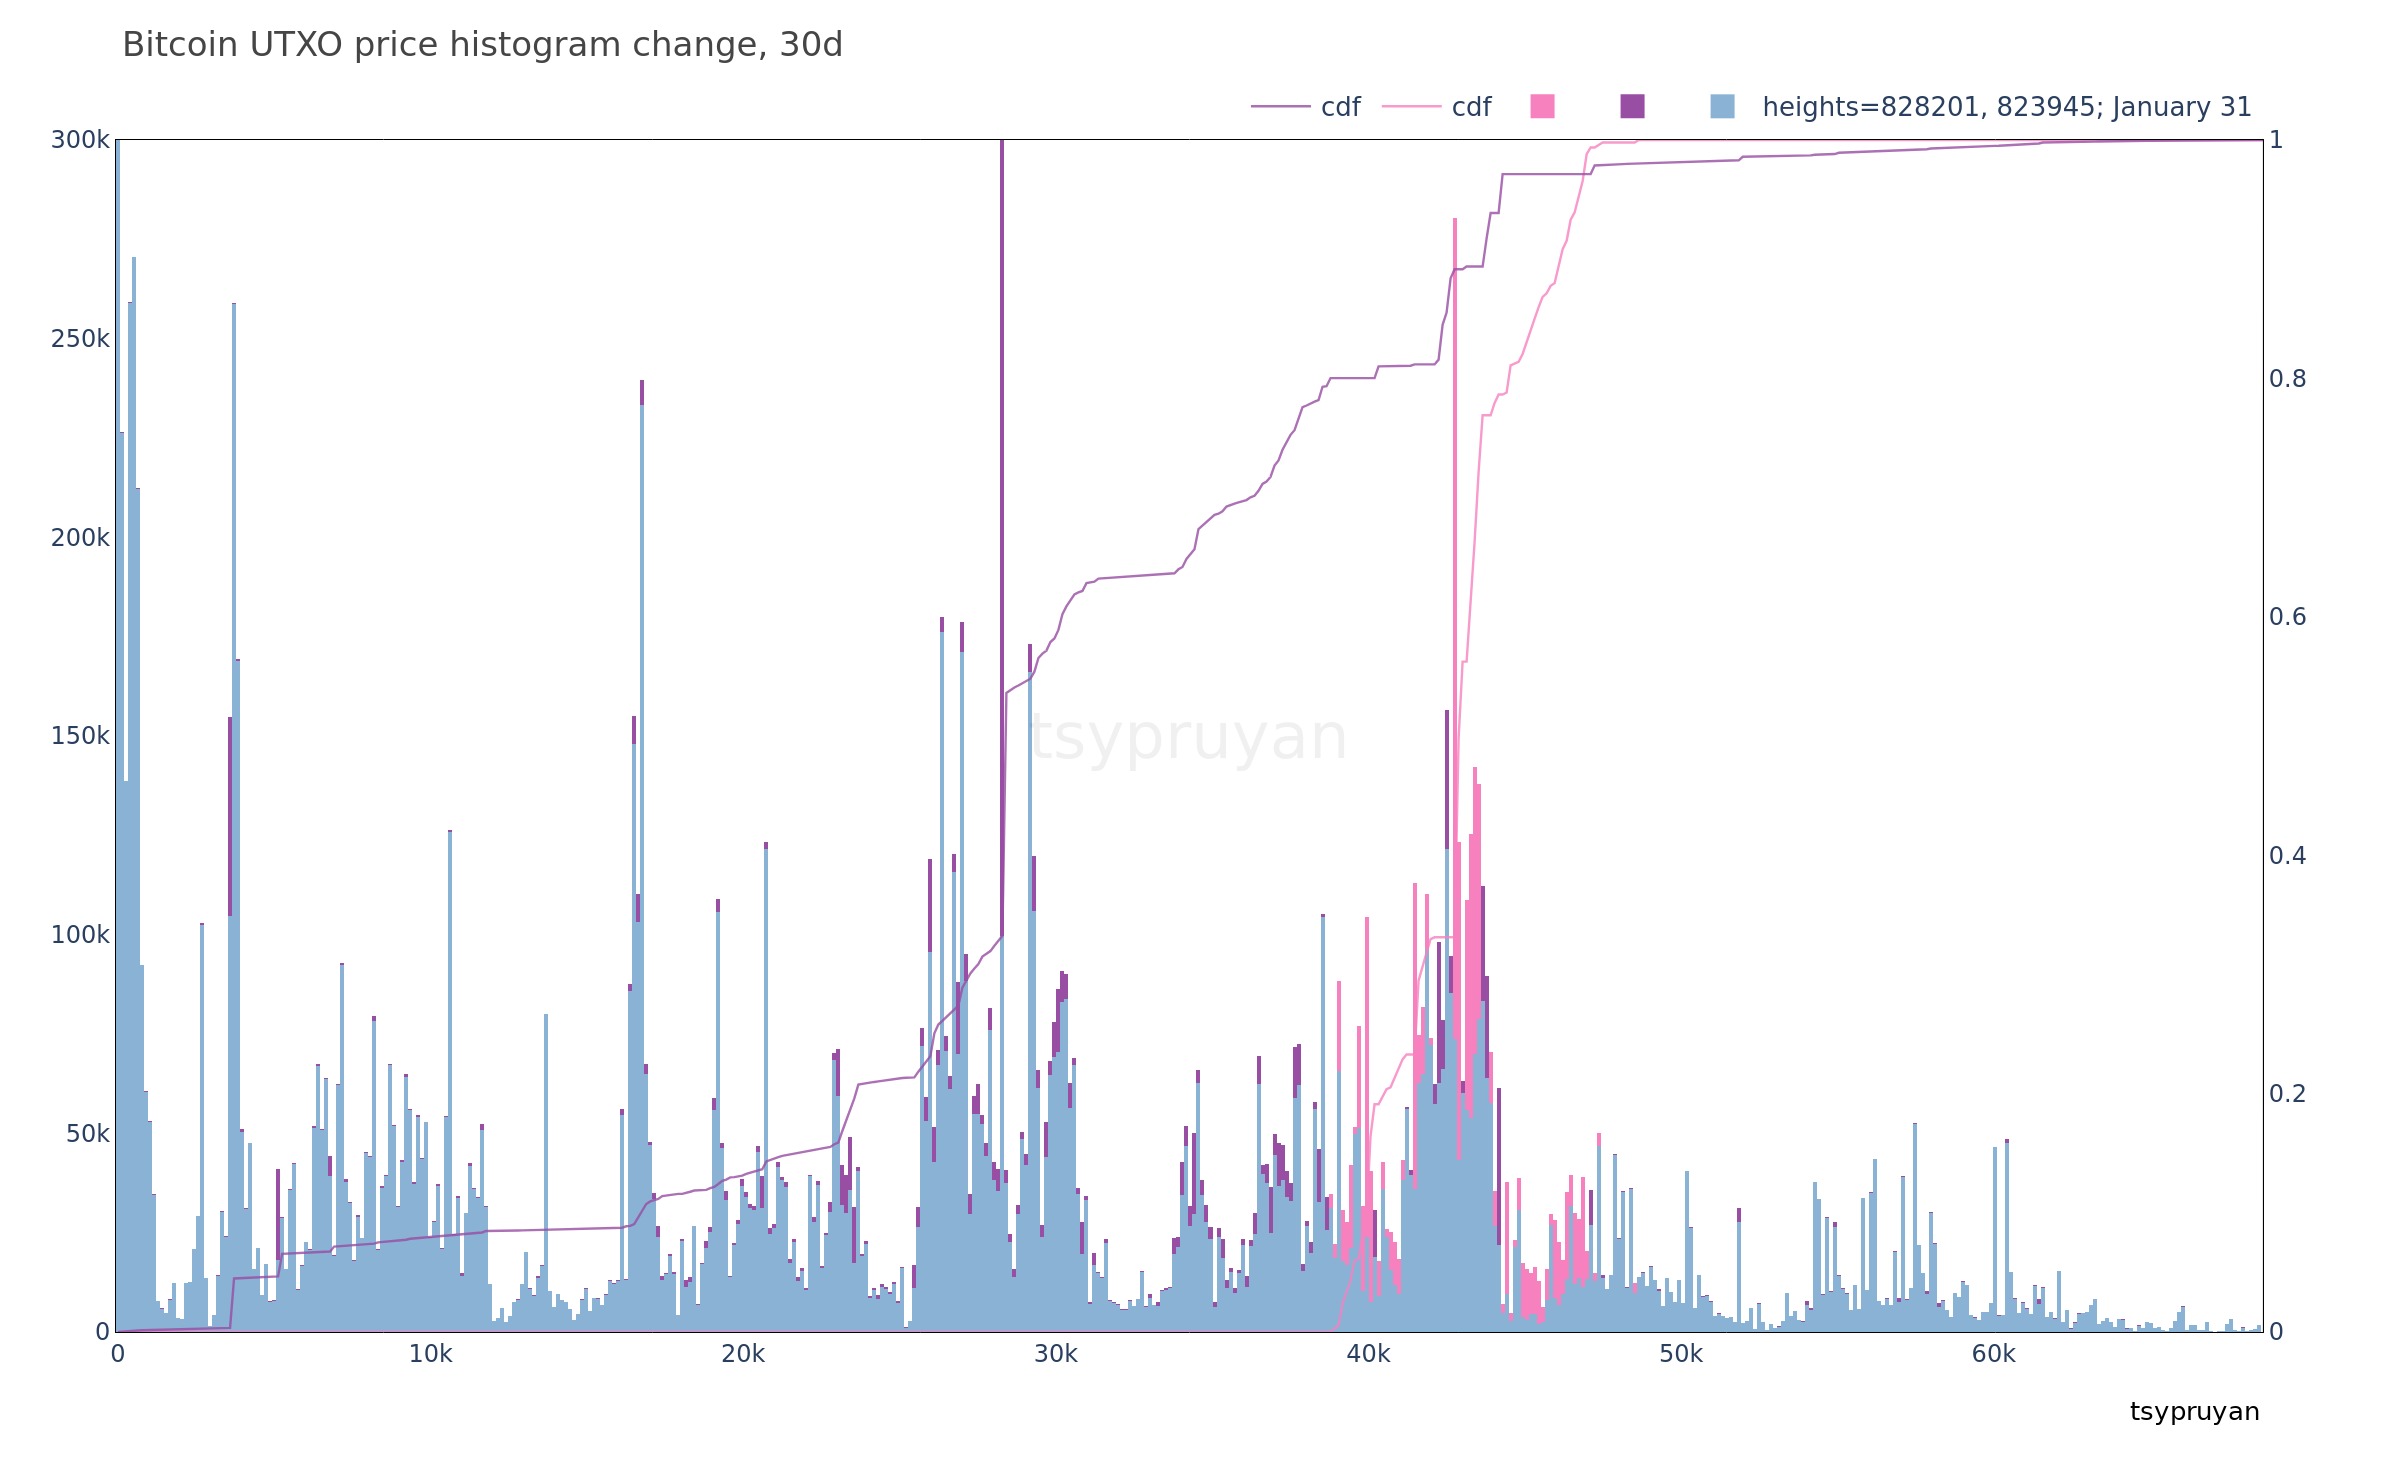 Bitcoin UTXO price histogram change, 30d
cdf cdf heights=828201, 823945; January 31
300k
250k
200k
150k
100k
50k
0
1
0.8
0.6
0.4
0.2
0
tsypruyan
0 10k 20k 30k 40k 50k 60k
tsypruyan